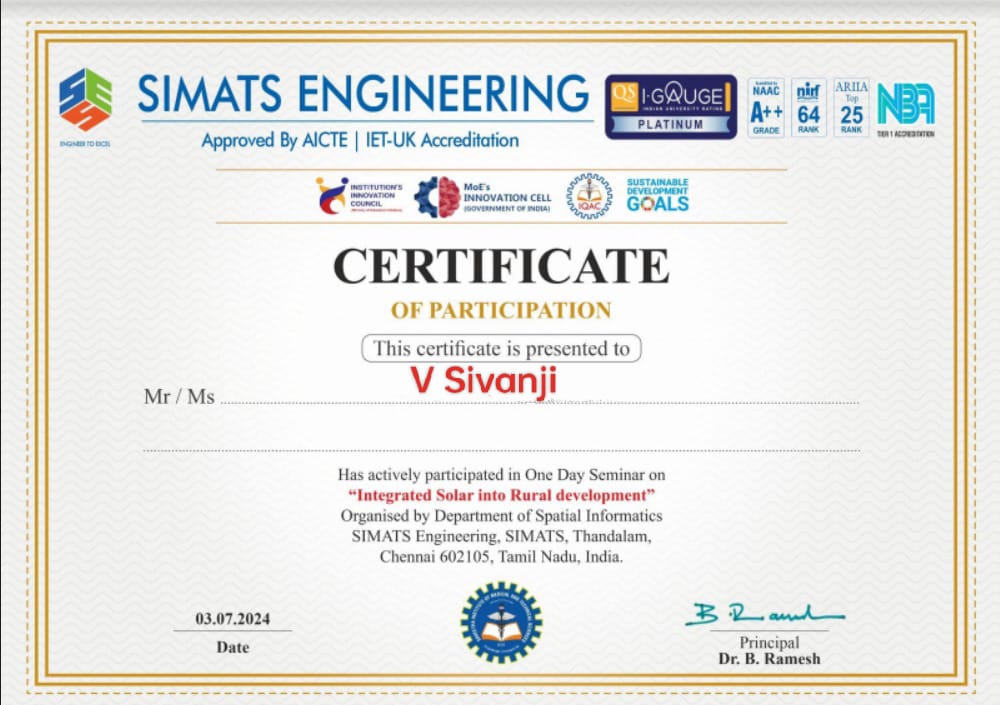 SIMATS ENGINEERING
Approved By AICTE | IET-UK Accreditation
ENGINEER TO EXCEL
QS I·GAUGE
INDIAN UNIVERSITY RATING
PLATINUM
NAAC
A++
GRADE
nirf
64
RANK
ARIIA
Top
25
RANK
NBA
TIER 1 ACCREDITATION
INSTITUTION'S
INNOVATION
COUNCIL
MoE's
INNOVATION CELL
(GOVERNMENT OF INDIA)
IQAC
SUSTAINABLE
DEVELOPMENT
GOALS
CERTIFICATE
OF PARTICIPATION
This certificate is presented to
V Sivanji
Mr / Ms
Has actively participated in One Day Seminar on
“Integrated Solar into Rural development”
Organised by Department of Spatial Informatics
SIMATS Engineering, SIMATS, Thandalam,
Chennai 602105, Tamil Nadu, India.
03.07.2024
Date
B. Ramesh
Principal
Dr. B. Ramesh